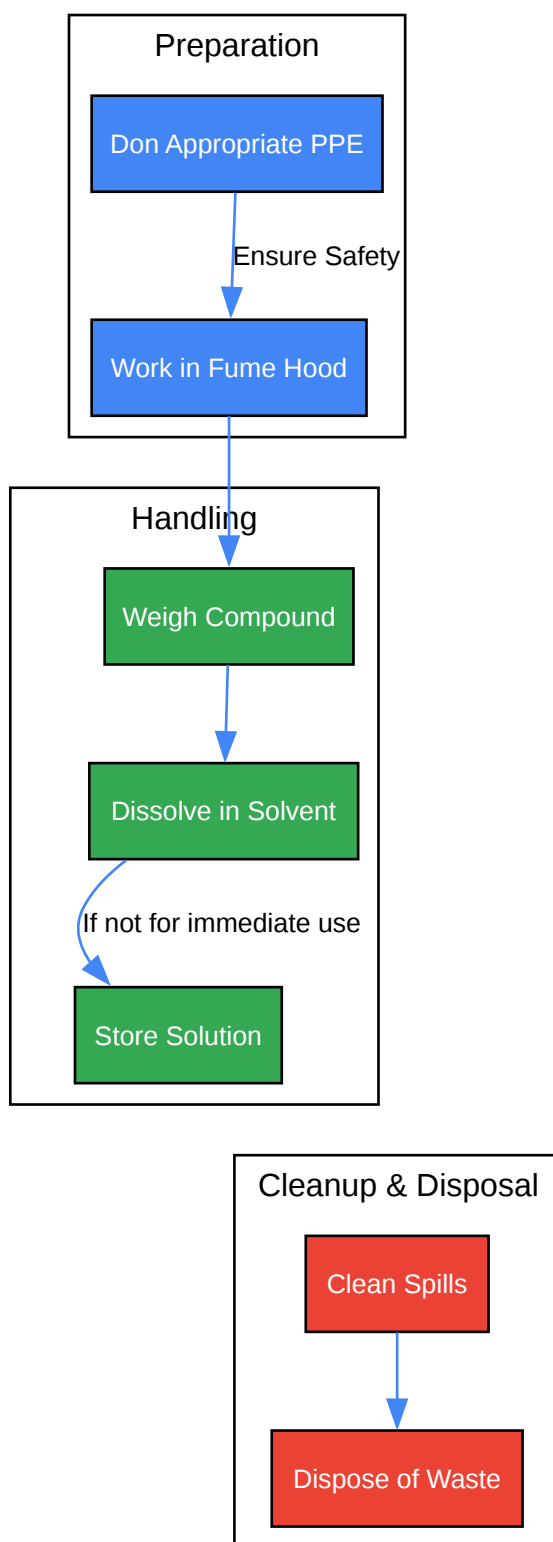 Preparation
Don Appropriate PPE
Ensure Safety
Work in Fume Hood
Handling
Weigh Compound
Dissolve in Solvent
If not for immediate use
Store Solution
Cleanup & Disposal
Clean Spills
Dispose of Waste